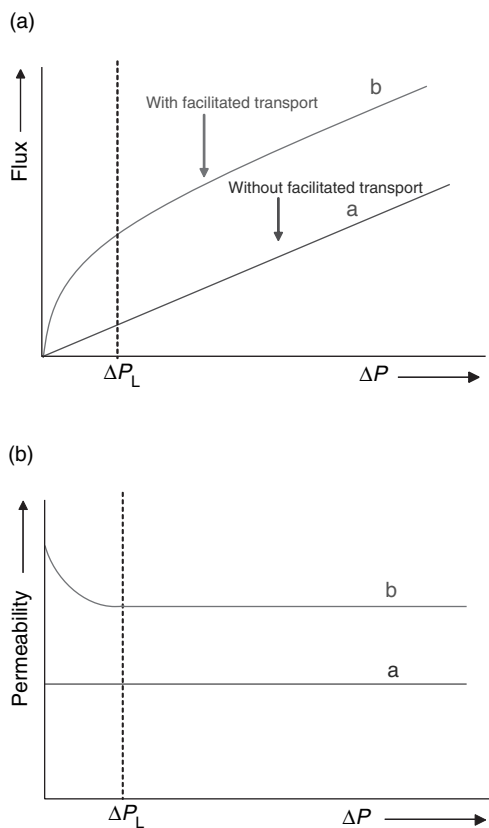 (a)
Flux
With facilitated transport
b
Without facilitated transport
a
ΔP_L
ΔP
(b)
Permeability
b
a
ΔP_L
ΔP